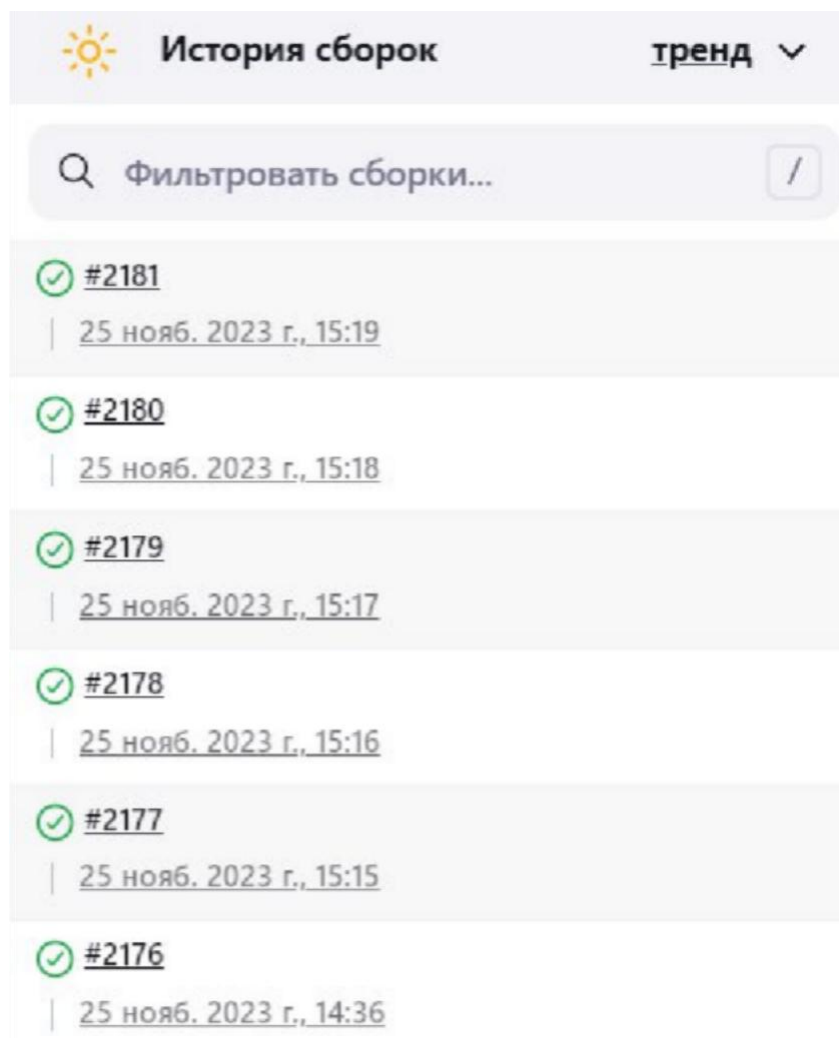 История сборок тренд
Фильтровать сборки... /
#2181
25 нояб. 2023 г., 15:19
#2180
25 нояб. 2023 г., 15:18
#2179
25 нояб. 2023 г., 15:17
#2178
25 нояб. 2023 г., 15:16
#2177
25 нояб. 2023 г., 15:15
#2176
25 нояб. 2023 г., 14:36